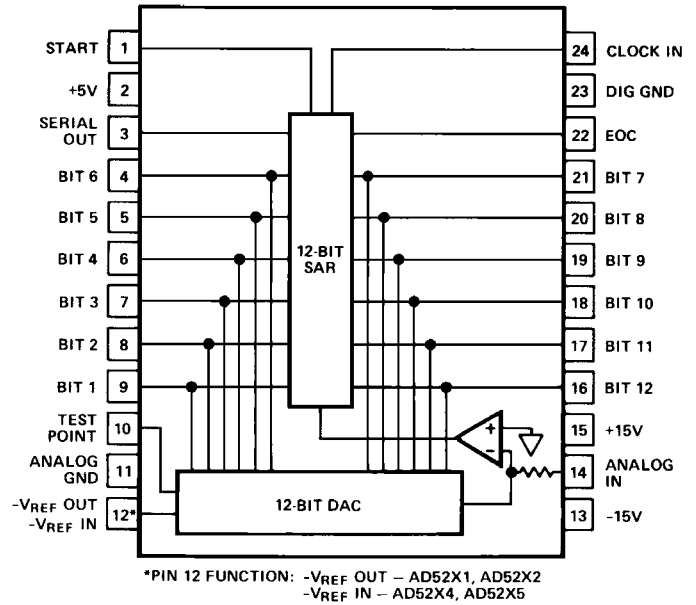 START 1
+5V 2
SERIAL
OUT 3
BIT 6 4
BIT 5 5
BIT 4 6
BIT 3 7
BIT 2 8
BIT 1 9
TEST
POINT 10
ANALOG
GND 11
-VREF OUT
-VREF IN 12*
12-BIT
SAR
+
-
12-BIT DAC
24 CLOCK IN
23 DIG GND
22 EOC
21 BIT 7
20 BIT 8
19 BIT 9
18 BIT 10
17 BIT 11
16 BIT 12
15 +15V
14 ANALOG
IN
13 -15V
*PIN 12 FUNCTION: -VREF OUT – AD52X1, AD52X2
-VREF IN – AD52X4, AD52X5